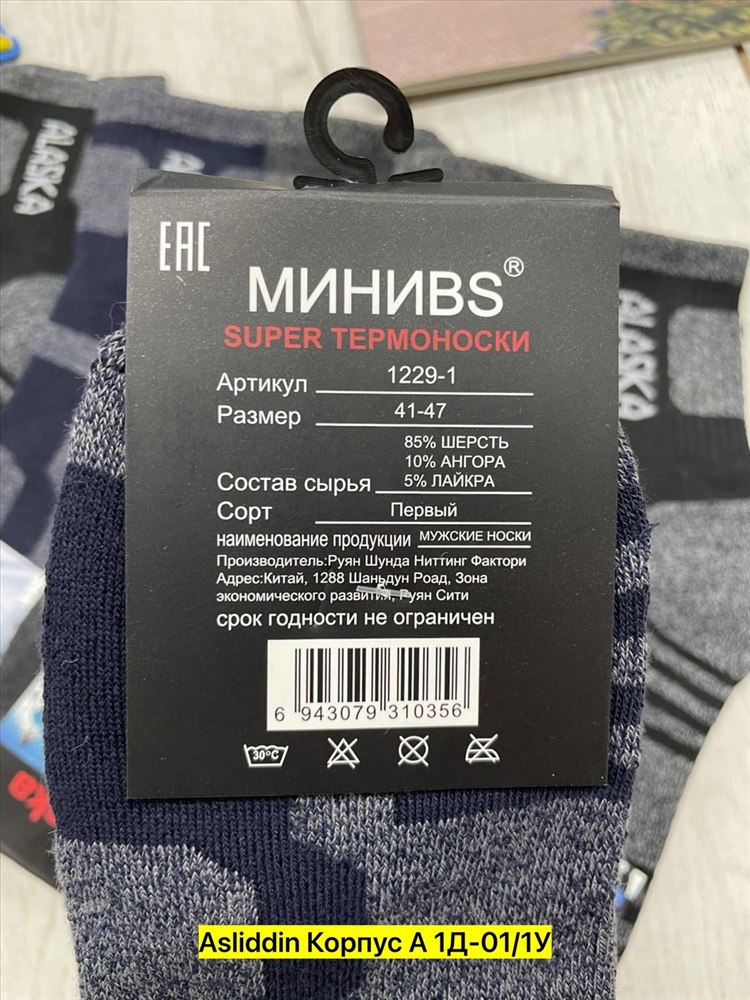 ALASKA
ALASKA
ALASKA
EAC
МИНИBS®
SUPER ТЕРМОНОСКИ
Артикул 1229-1
Размер 41-47
85% ШЕРСТЬ
10% АНГОРА
Состав сырья 5% ЛАЙКРА
Сорт Первый
наименование продукции МУЖСКИЕ НОСКИ
Производитель:Руян Шунда Ниттинг Фактори
Адрес:Китай, 1288 Шаньдун Роад, Зона
экономического развития, Руян Сити
срок годности не ограничен
6 943079 310356
30°C
Asliddin Корпус А 1Д-01/1У